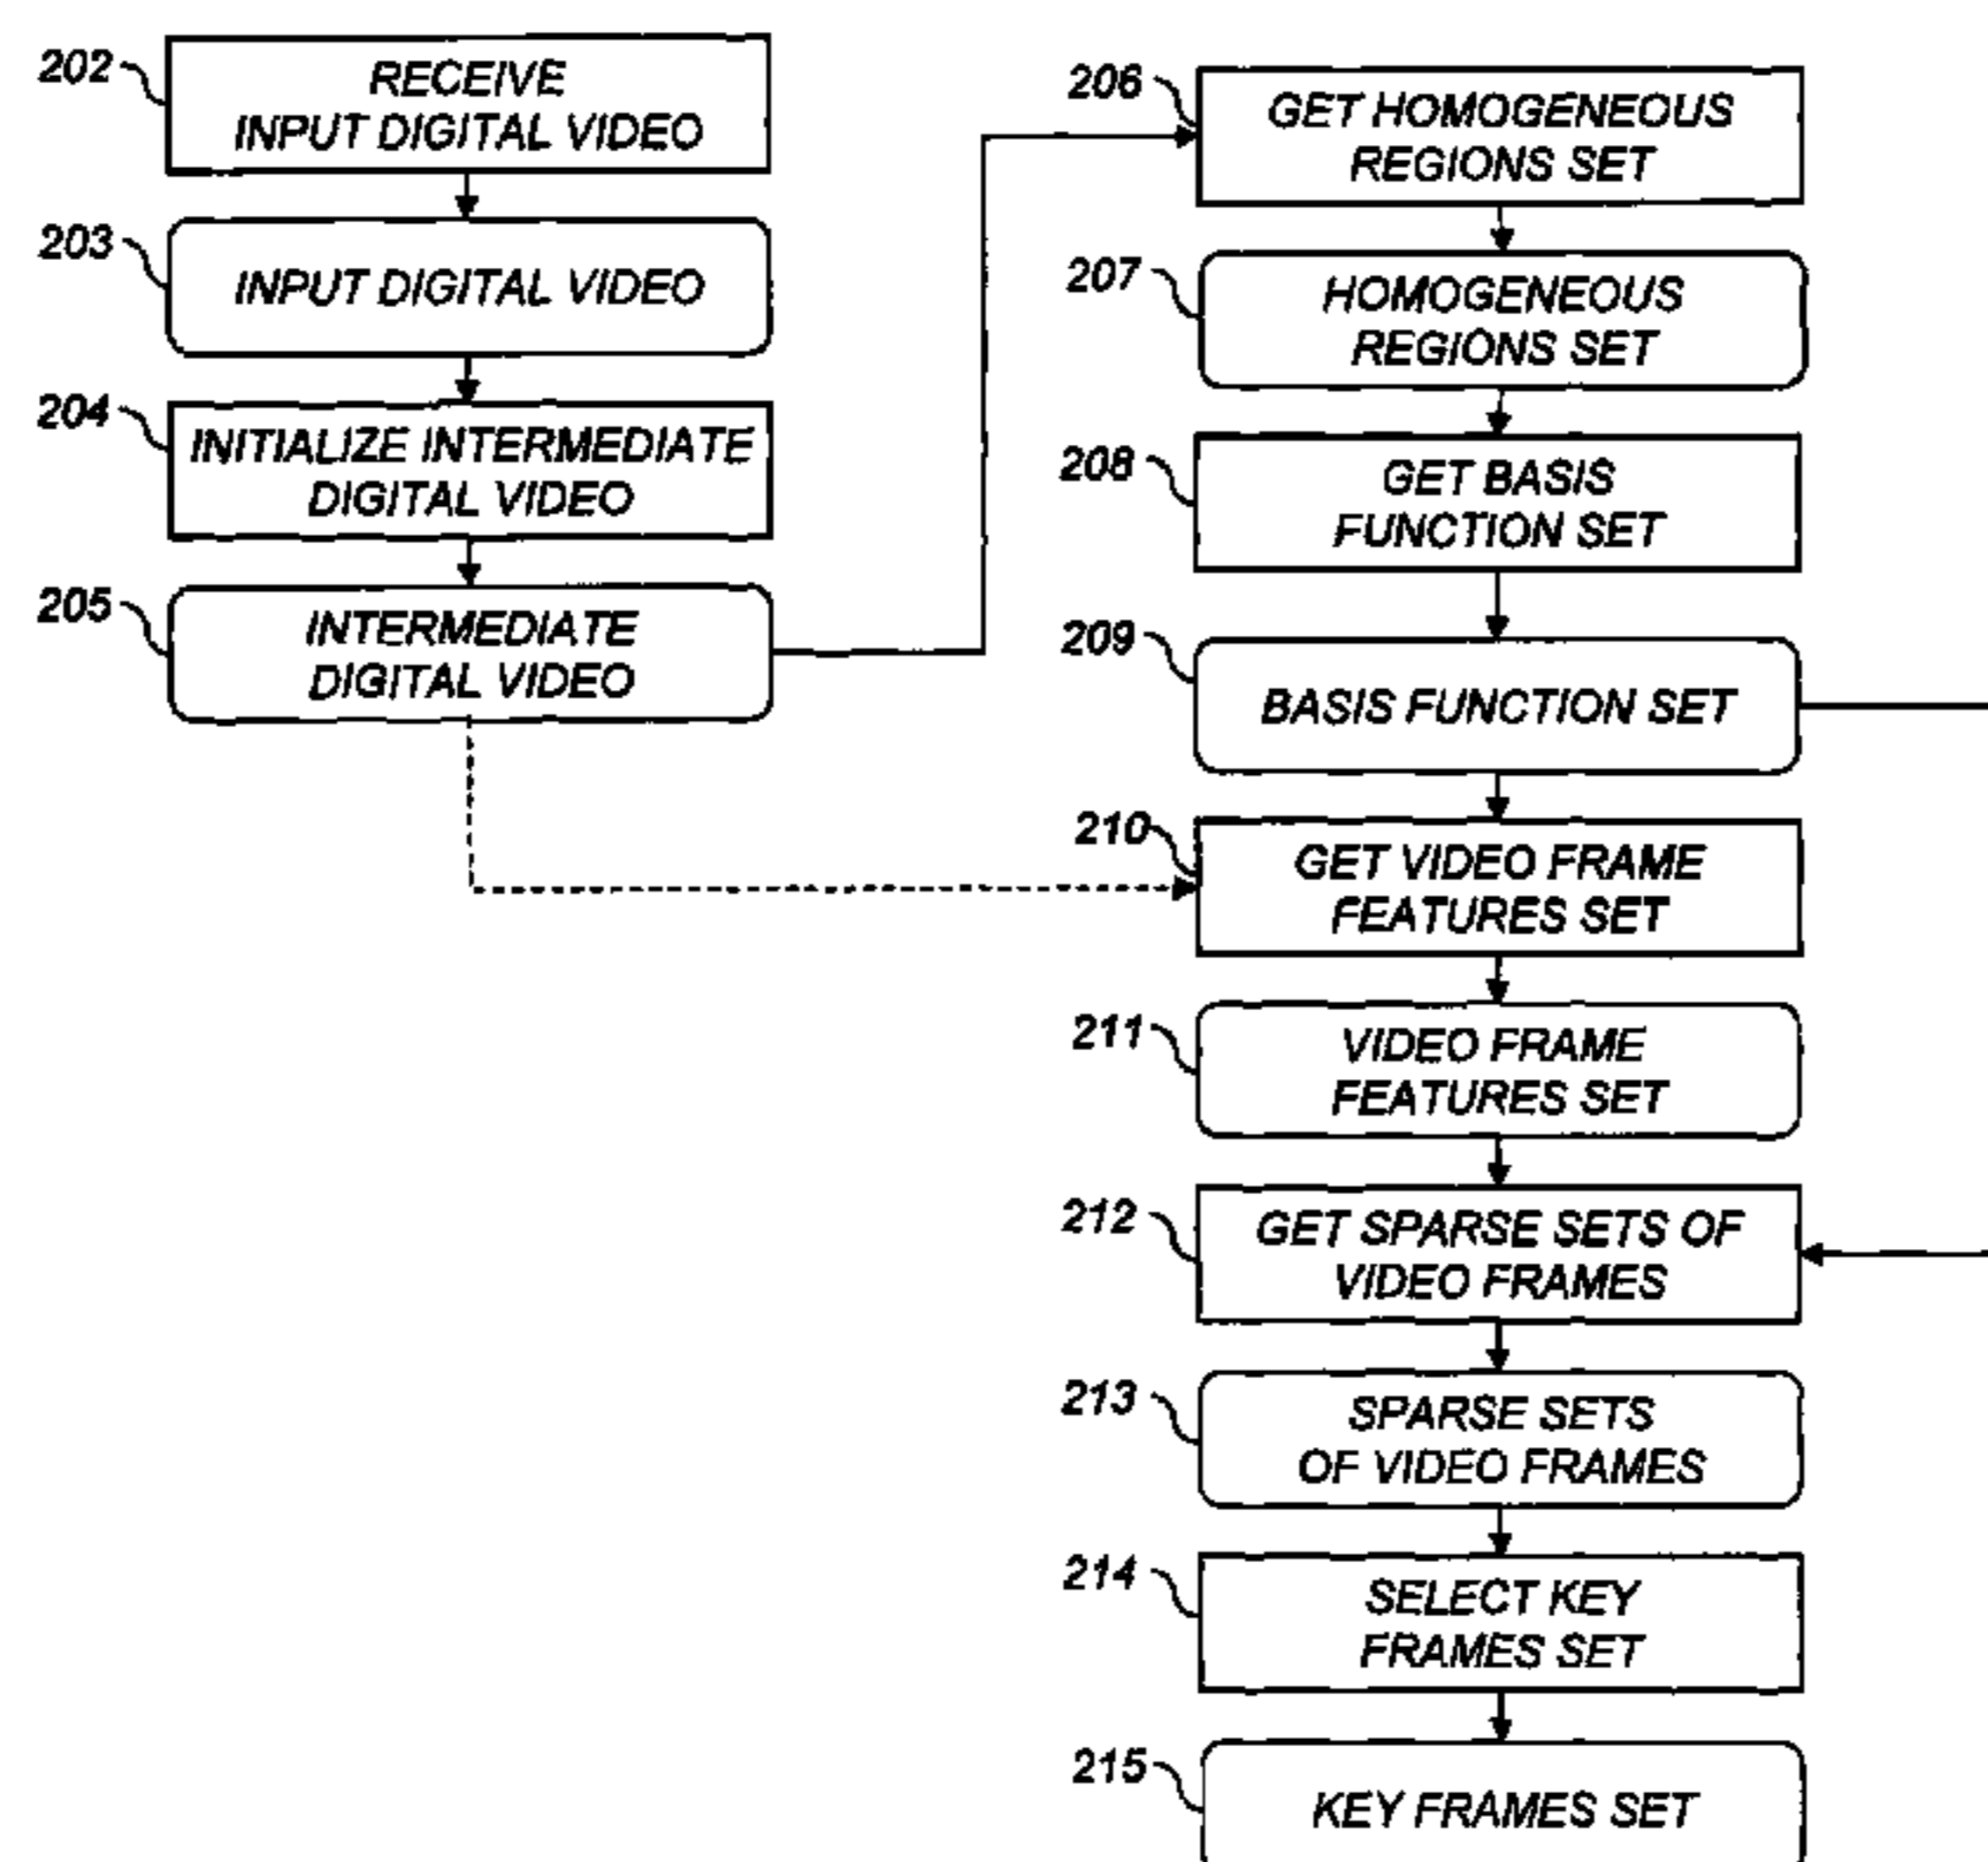 202
RECEIVE
INPUT DIGITAL VIDEO
203
INPUT DIGITAL VIDEO
204
INITIALIZE INTERMEDIATE
DIGITAL VIDEO
205
INTERMEDIATE
DIGITAL VIDEO
206
GET HOMOGENEOUS
REGIONS SET
207
HOMOGENEOUS
REGIONS SET
208
GET BASIS
FUNCTION SET
209
BASIS FUNCTION SET
210
GET VIDEO FRAME
FEATURES SET
211
VIDEO FRAME
FEATURES SET
212
GET SPARSE SETS OF
VIDEO FRAMES
213
SPARSE SETS
OF VIDEO FRAMES
214
SELECT KEY
FRAMES SET
215
KEY FRAMES SET